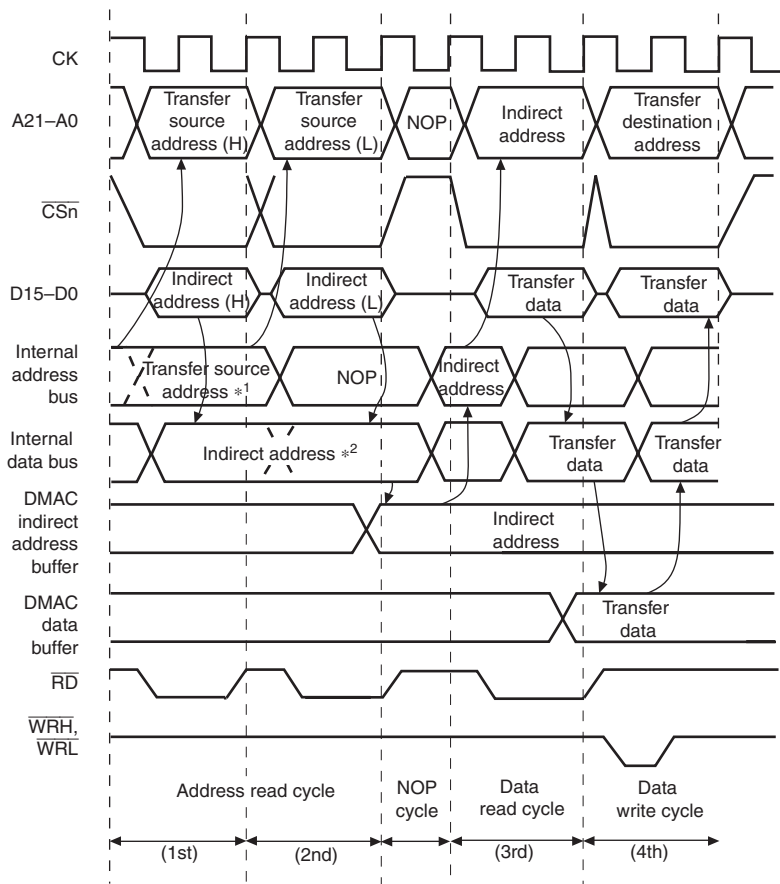 CK
A21–A0
Transfer
source
address (H)
Transfer
source
address (L)
NOP
Indirect
address
Transfer
destination
address
CSn
D15–D0
Indirect
address (H)
Indirect
address (L)
Transfer
data
Transfer
data
Internal
address
bus
Transfer source
address *1
NOP
Indirect
address
Internal
data bus
Indirect address *2
Transfer
data
Transfer
data
DMAC
indirect
address
buffer
Indirect
address
DMAC
data
buffer
Transfer
data
RD
WRH,
WRL
Address read cycle
NOP
cycle
Data
read cycle
Data
write cycle
(1st)
(2nd)
(3rd)
(4th)